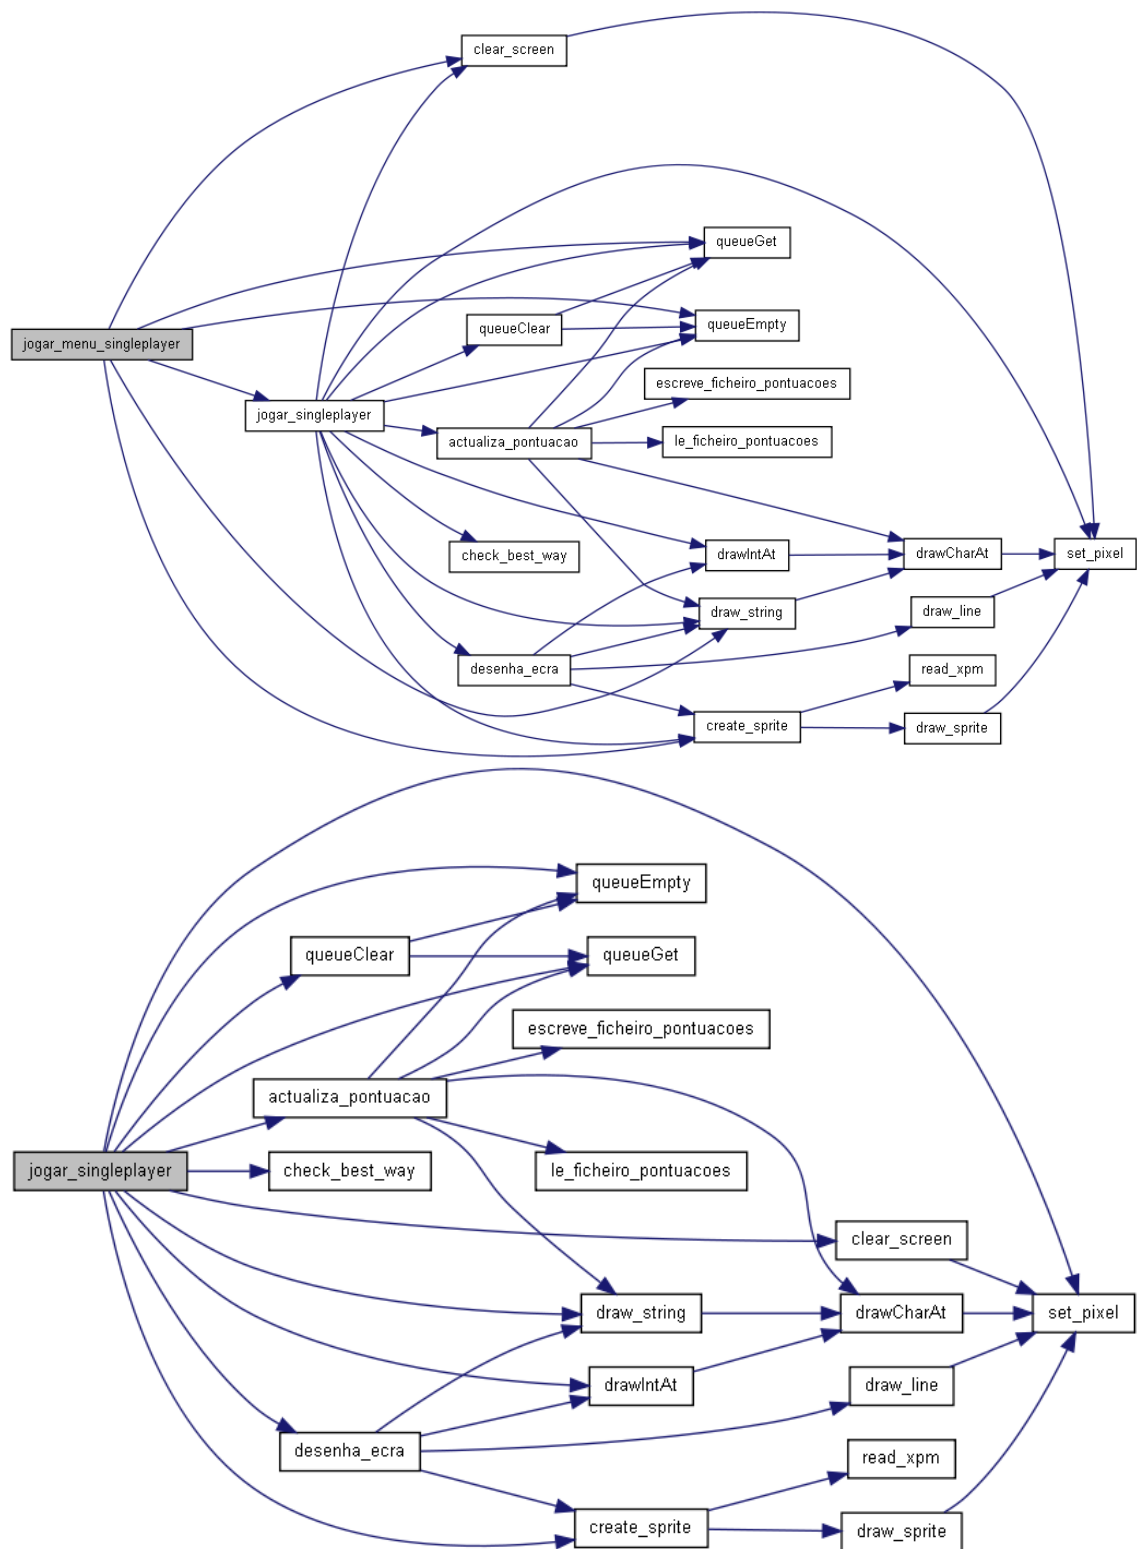 clear_screen
queueGet
queueClear
queueEmpty
jogar_menu_singleplayer
escreve_ficheiro_pontuacoes
jogar_singleplayer
actualiza_pontuacao
le_ficheiro_pontuacoes
check_best_way
drawIntAt
drawCharAt
set_pixel
draw_string
draw_line
desenha_ecra
read_xpm
create_sprite
draw_sprite
queueEmpty
queueClear
queueGet
escreve_ficheiro_pontuacoes
actualiza_pontuacao
jogar_singleplayer
check_best_way
le_ficheiro_pontuacoes
clear_screen
draw_string
drawCharAt
set_pixel
drawIntAt
draw_line
desenha_ecra
read_xpm
create_sprite
draw_sprite